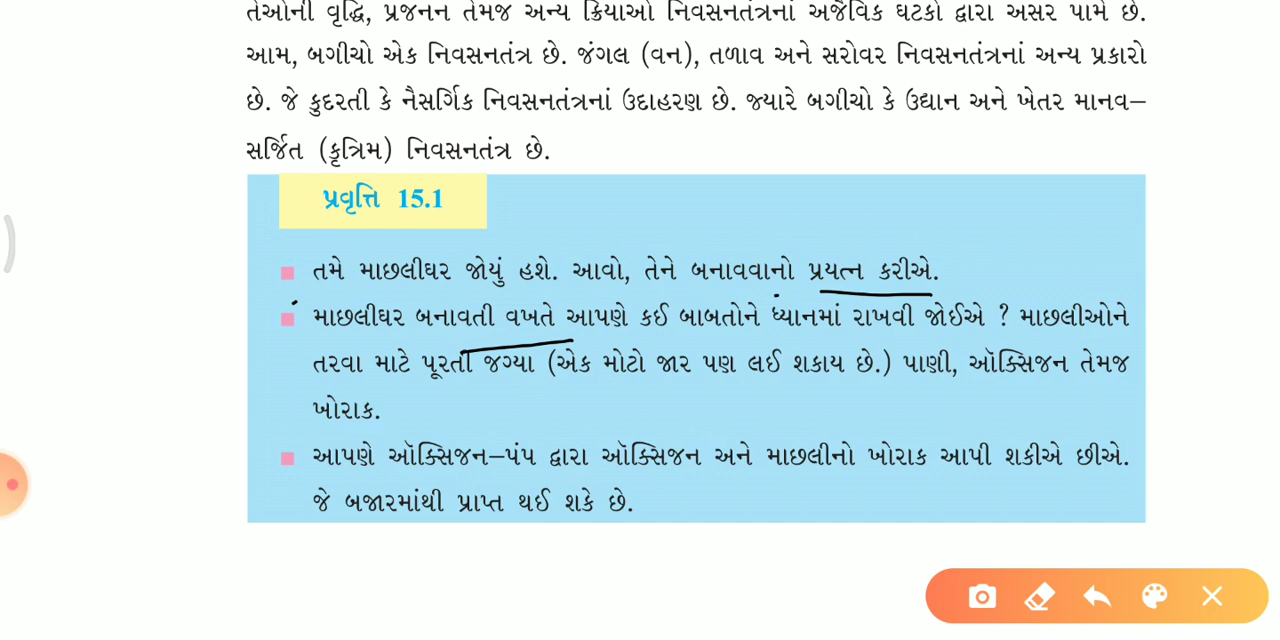 તેઓની વૃદ્ધિ, પ્રજનન તેમજ અન્ય ક્રિયાઓ નિવસનતંત્રનાં અજૈવિક ઘટકો દ્વારા અસર પામે છે.
આમ, બગીચો એક નિવસનતંત્ર છે. જંગલ (વન), તળાવ અને સરોવર નિવસનતંત્રનાં અન્ય પ્રકારો
છે. જે કુદરતી કે નૈસર્ગિક નિવસનતંત્રનાં ઉદાહરણ છે. જ્યારે બગીચો કે ઉદ્યાન અને ખેતર માનવ–
સર્જિત (કૃત્રિમ) નિવસનતંત્ર છે.
પ્રવૃત્તિ 15.1
તમે માછલીઘર જોયું હશે. આવો, તેને બનાવવાનો પ્રયત્ન કરીએ.
માછલીઘર બનાવતી વખતે આપણે કઈ બાબતોને ધ્યાનમાં રાખવી જોઈએ ? માછલીઓને
તરવા માટે પૂરતી જગ્યા (એક મોટો જાર પણ લઈ શકાય છે.) પાણી, ઑક્સિજન તેમજ
ખોરાક.
આપણે ઑક્સિજન–પંપ દ્વારા ઑક્સિજન અને માછલીનો ખોરાક આપી શકીએ છીએ.
જે બજારમાંથી પ્રાપ્ત થઈ શકે છે.